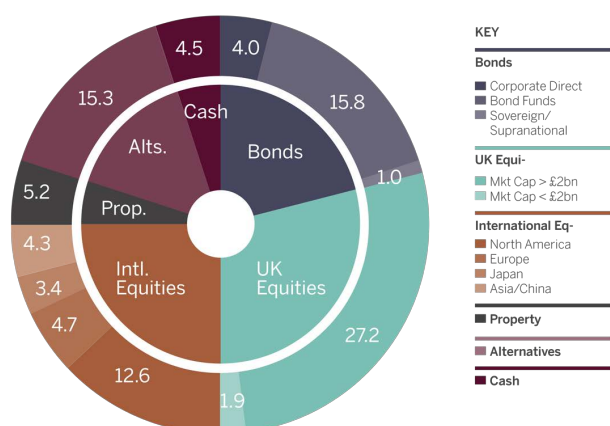 4.5
4.0
15.3
15.8
Cash
Alts.
Bonds
1.0
5.2
Prop.
4.3
Intl.
Equities
UK
Equities
3.4
4.7
27.2
12.6
1.9
KEY
Bonds
Corporate Direct
Bond Funds
Sovereign/
Supranational
UK Equi-
Mkt Cap > £2bn
Mkt Cap < £2bn
International Eq-
North America
Europe
Japan
Asia/China
Property
Alternatives
Cash